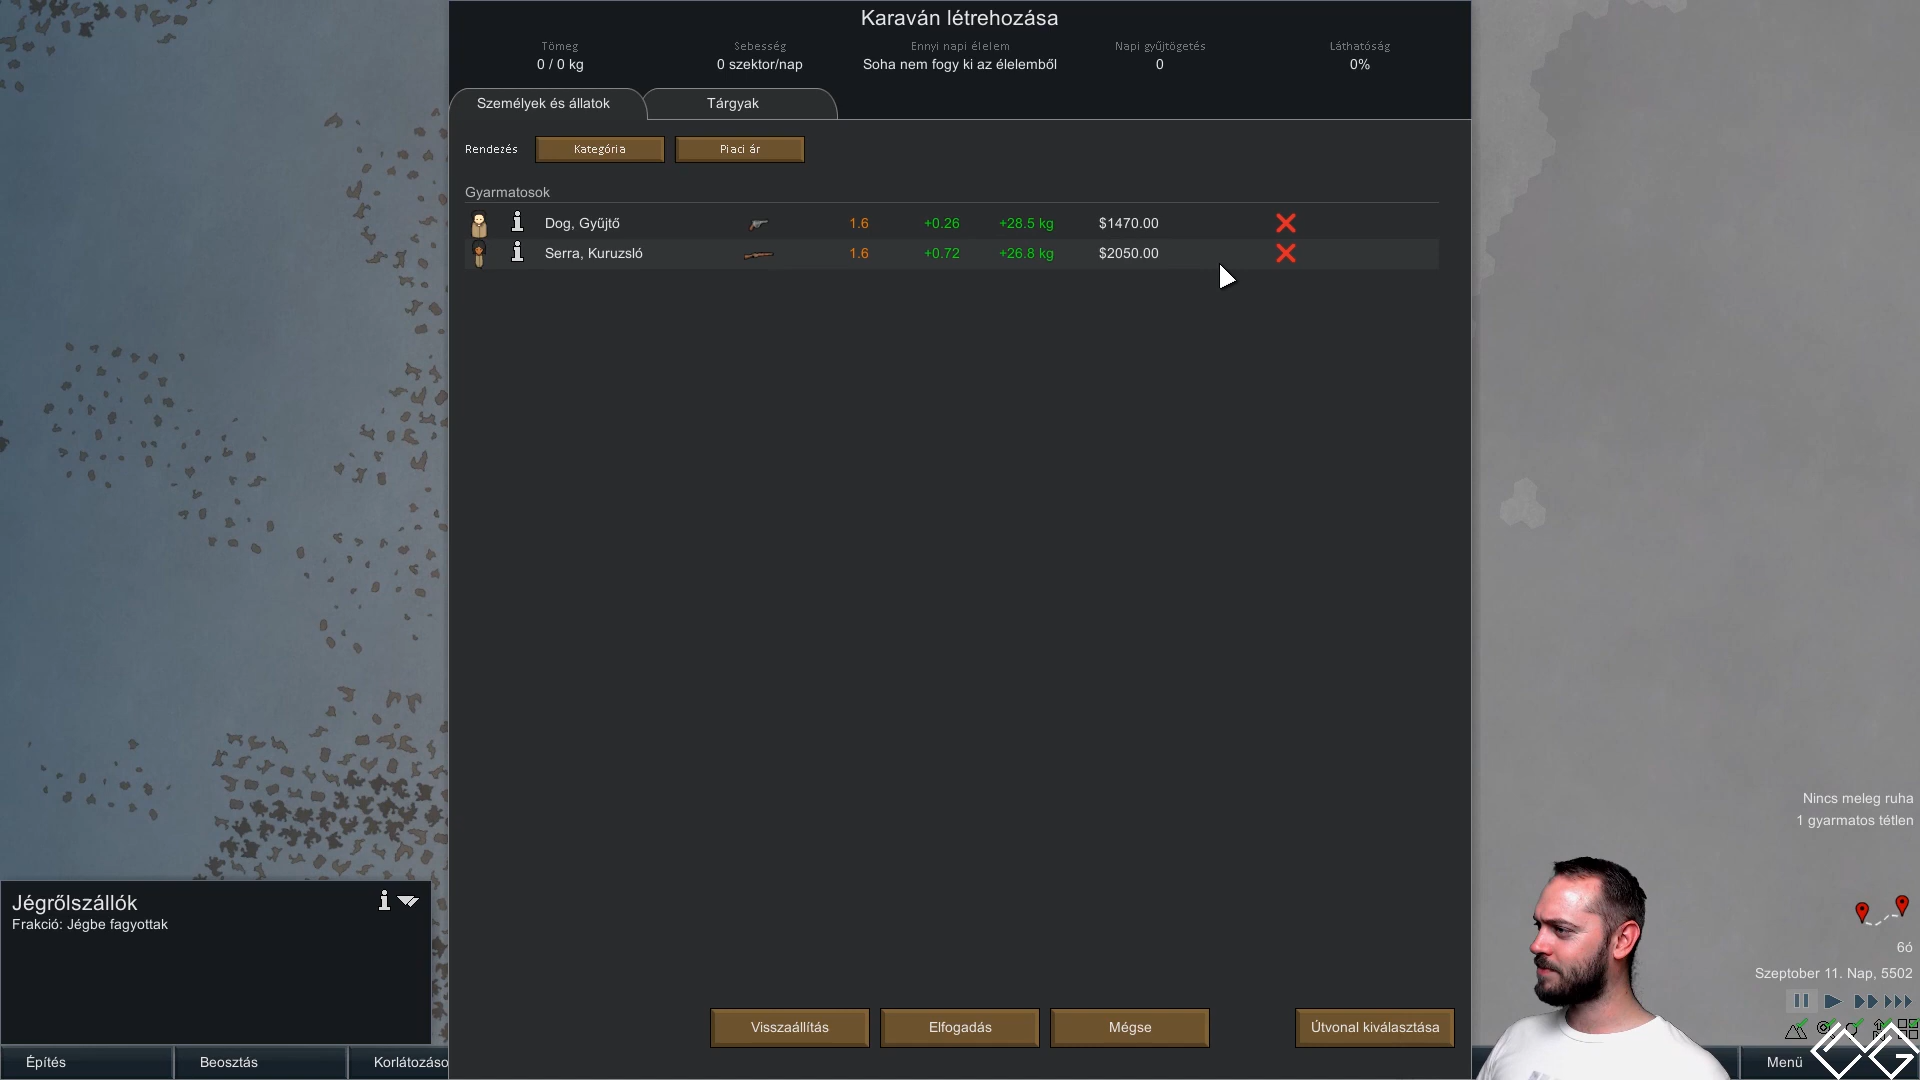 Karaván létrehozása
Tömeg
0 / 0 kg
Sebesség
0 szektor/nap
Ennyi napi élelem
Soha nem fogy ki az élelemből
Napi gyűjtögetés
0
Láthatóság
0%
Személyek és állatok
Tárgyak
Rendezés
Kategória
Piaci ár
Gyarmatosok
Dog, Gyűjtő 1.6 +0.26 +28.5 kg $1470.00
Serra, Kuruzsló 1.6 +0.72 +26.8 kg $2050.00
Nincs meleg ruha
1 gyarmatos tétlen
Jégrőlszállók
Frakció: Jégbe fagyottak
6ó
Szeptober 11. Nap, 5502
Visszaállítás
Elfogadás
Mégse
Útvonal kiválasztása
Építés
Beosztás
Korlátozáso
Menü